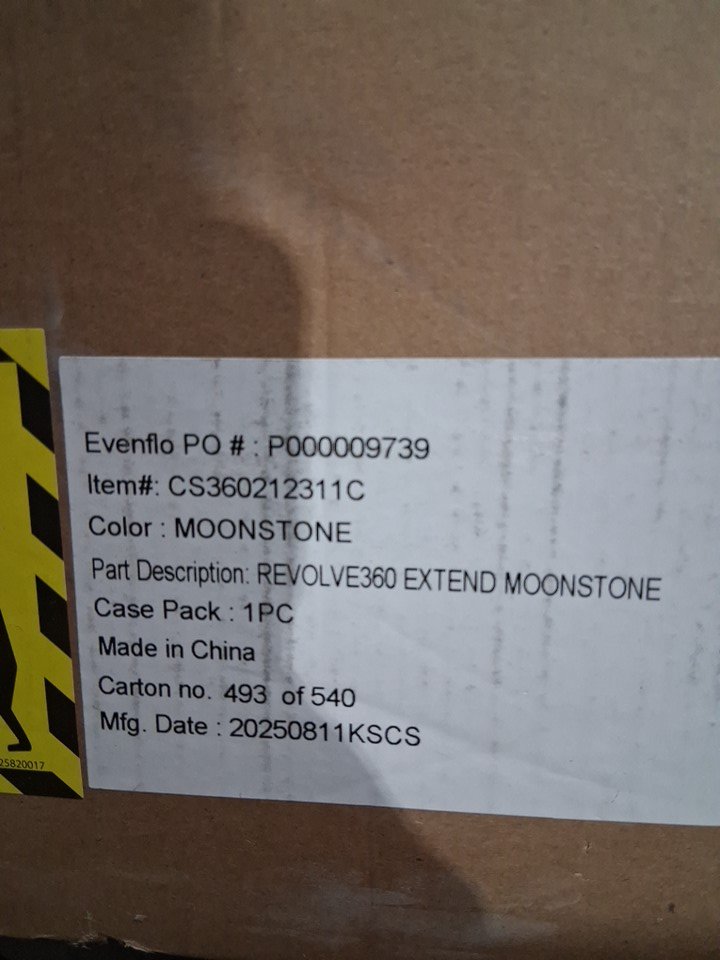 Evenflo PO # : P000009739
Item#: CS360212311C
Color : MOONSTONE
Part Description: REVOLVE360 EXTEND MOONSTONE
Case Pack : 1PC
Made in China
Carton no. 493 of 540
Mfg. Date : 20250811KSCS
25820017